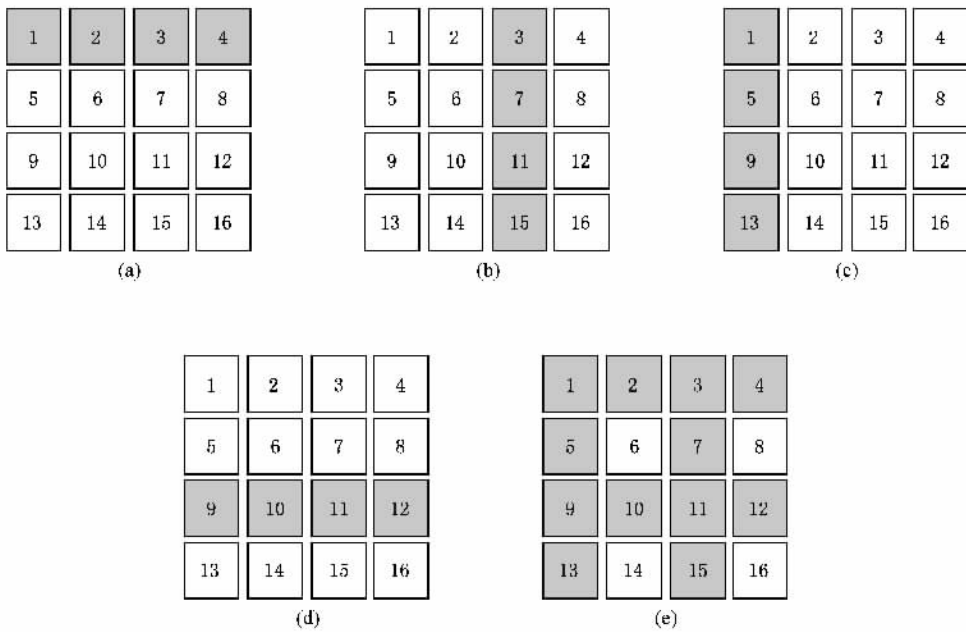 1 2 3 4 1 2 3 4 1 2 3 4
5 6 7 8 5 6 7 8 5 6 7 8
9 10 11 12 9 10 11 12 9 10 11 12
13 14 15 16 13 14 15 16 13 14 15 16
(a) (b) (c)
1 2 3 4 1 2 3 4
5 6 7 8 5 6 7 8
9 10 11 12 9 10 11 12
13 14 15 16 13 14 15 16
(d) (e)